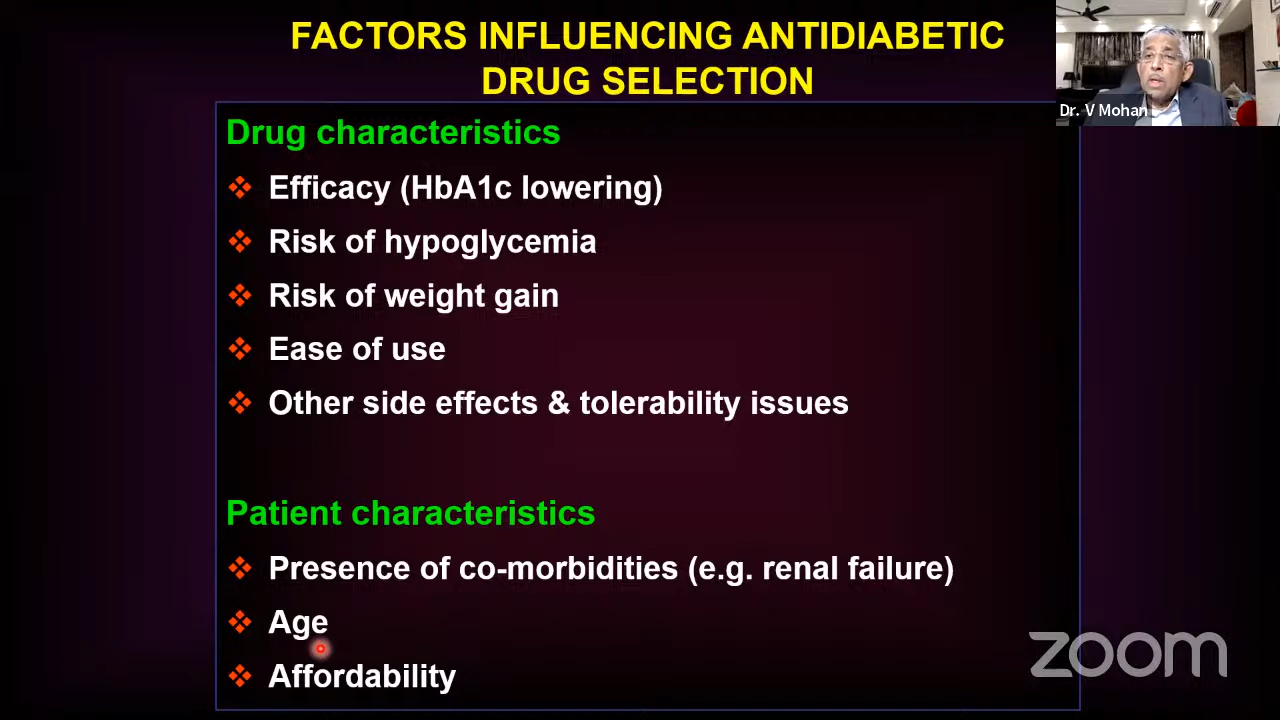 FACTORS INFLUENCING ANTIDIABETIC
DRUG SELECTION
Dr. V Mohan
Drug characteristics
Efficacy (HbA1c lowering)
Risk of hypoglycemia
Risk of weight gain
Ease of use
Other side effects & tolerability issues
Patient characteristics
Presence of co-morbidities (e.g. renal failure)
Age
Affordability
zoom